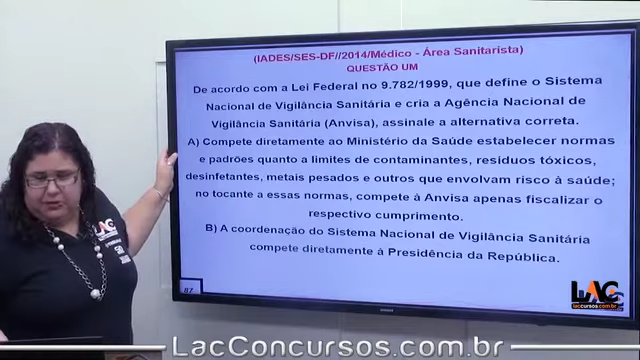 (IADES/SES-DF//2014/Médico - Área Sanitarista)
QUESTÃO UM
De acordo com a Lei Federal no 9.782/1999, que define o Sistema
Nacional de Vigilância Sanitária e cria a Agência Nacional de
Vigilância Sanitária (Anvisa), assinale a alternativa correta.
A) Compete diretamente ao Ministério da Saúde estabelecer normas
e padrões quanto a limites de contaminantes, resíduos tóxicos,
desinfetantes, metais pesados e outros que envolvam risco à saúde;
no tocante a essas normas, compete à Anvisa apenas fiscalizar o
respectivo cumprimento.
B) A coordenação do Sistema Nacional de Vigilância Sanitária
compete diretamente à Presidência da República.
87
LAC
LAC
laccursos.com.br
LacConcursos.com.br